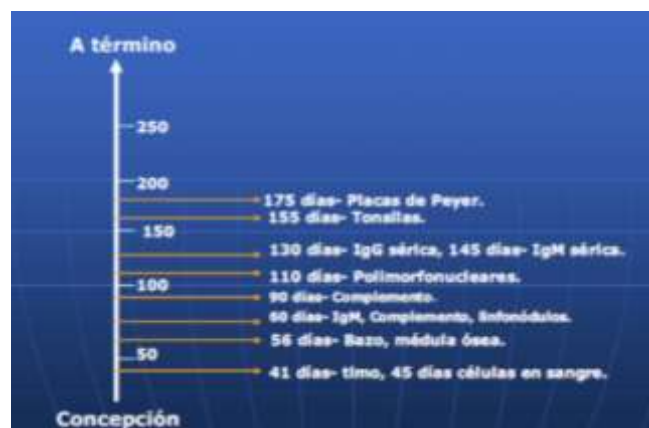 A término
250
200
175 días- Placas de Peyer.
155 días- Tonsilas.
150
130 días- IgG sérica, 145 días- IgM sérica.
110 días- Polimorfonucleares.
100
90 días- Complemento.
60 días- IgM, Complemento, linfonódulos.
56 días- Bazo, médula ósea.
50
41 días- timo, 45 días células en sangre.
Concepción